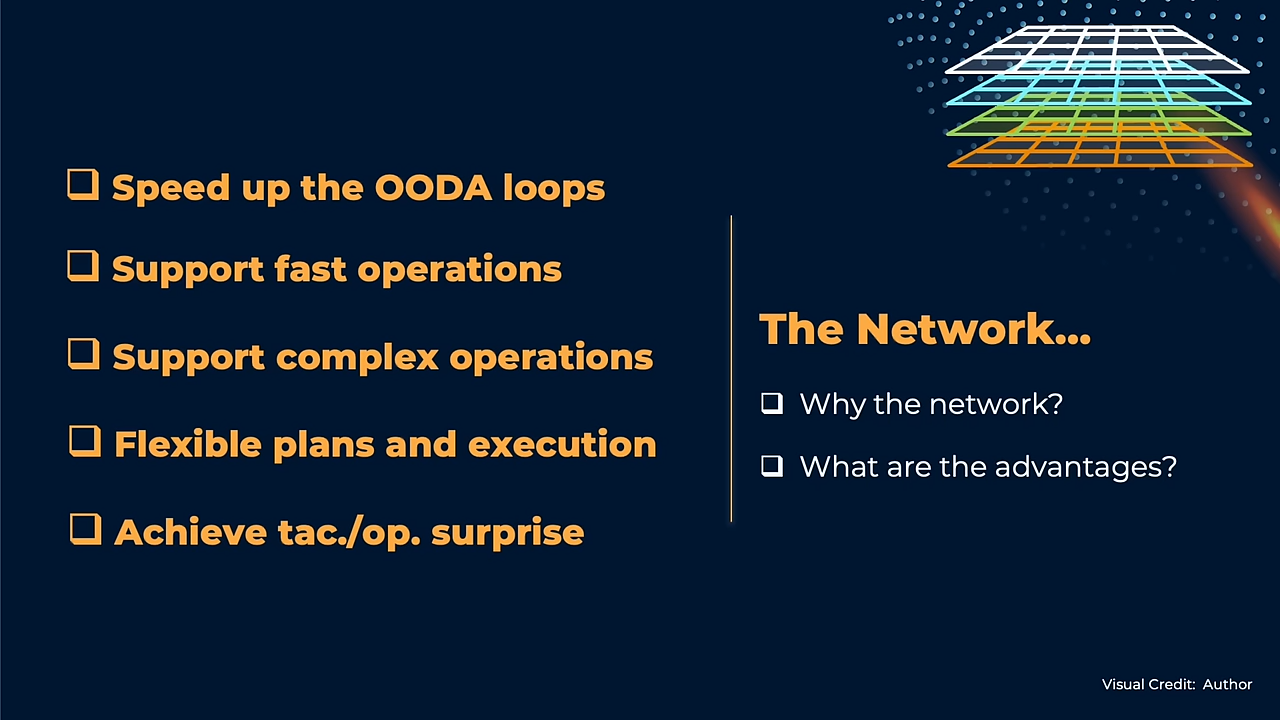 ❑ Speed up the OODA loops
❑ Support fast operations
❑ Support complex operations
❑ Flexible plans and execution
❑ Achieve tac./op. surprise
The Network...
❑ Why the network?
❑ What are the advantages?
Visual Credit: Author